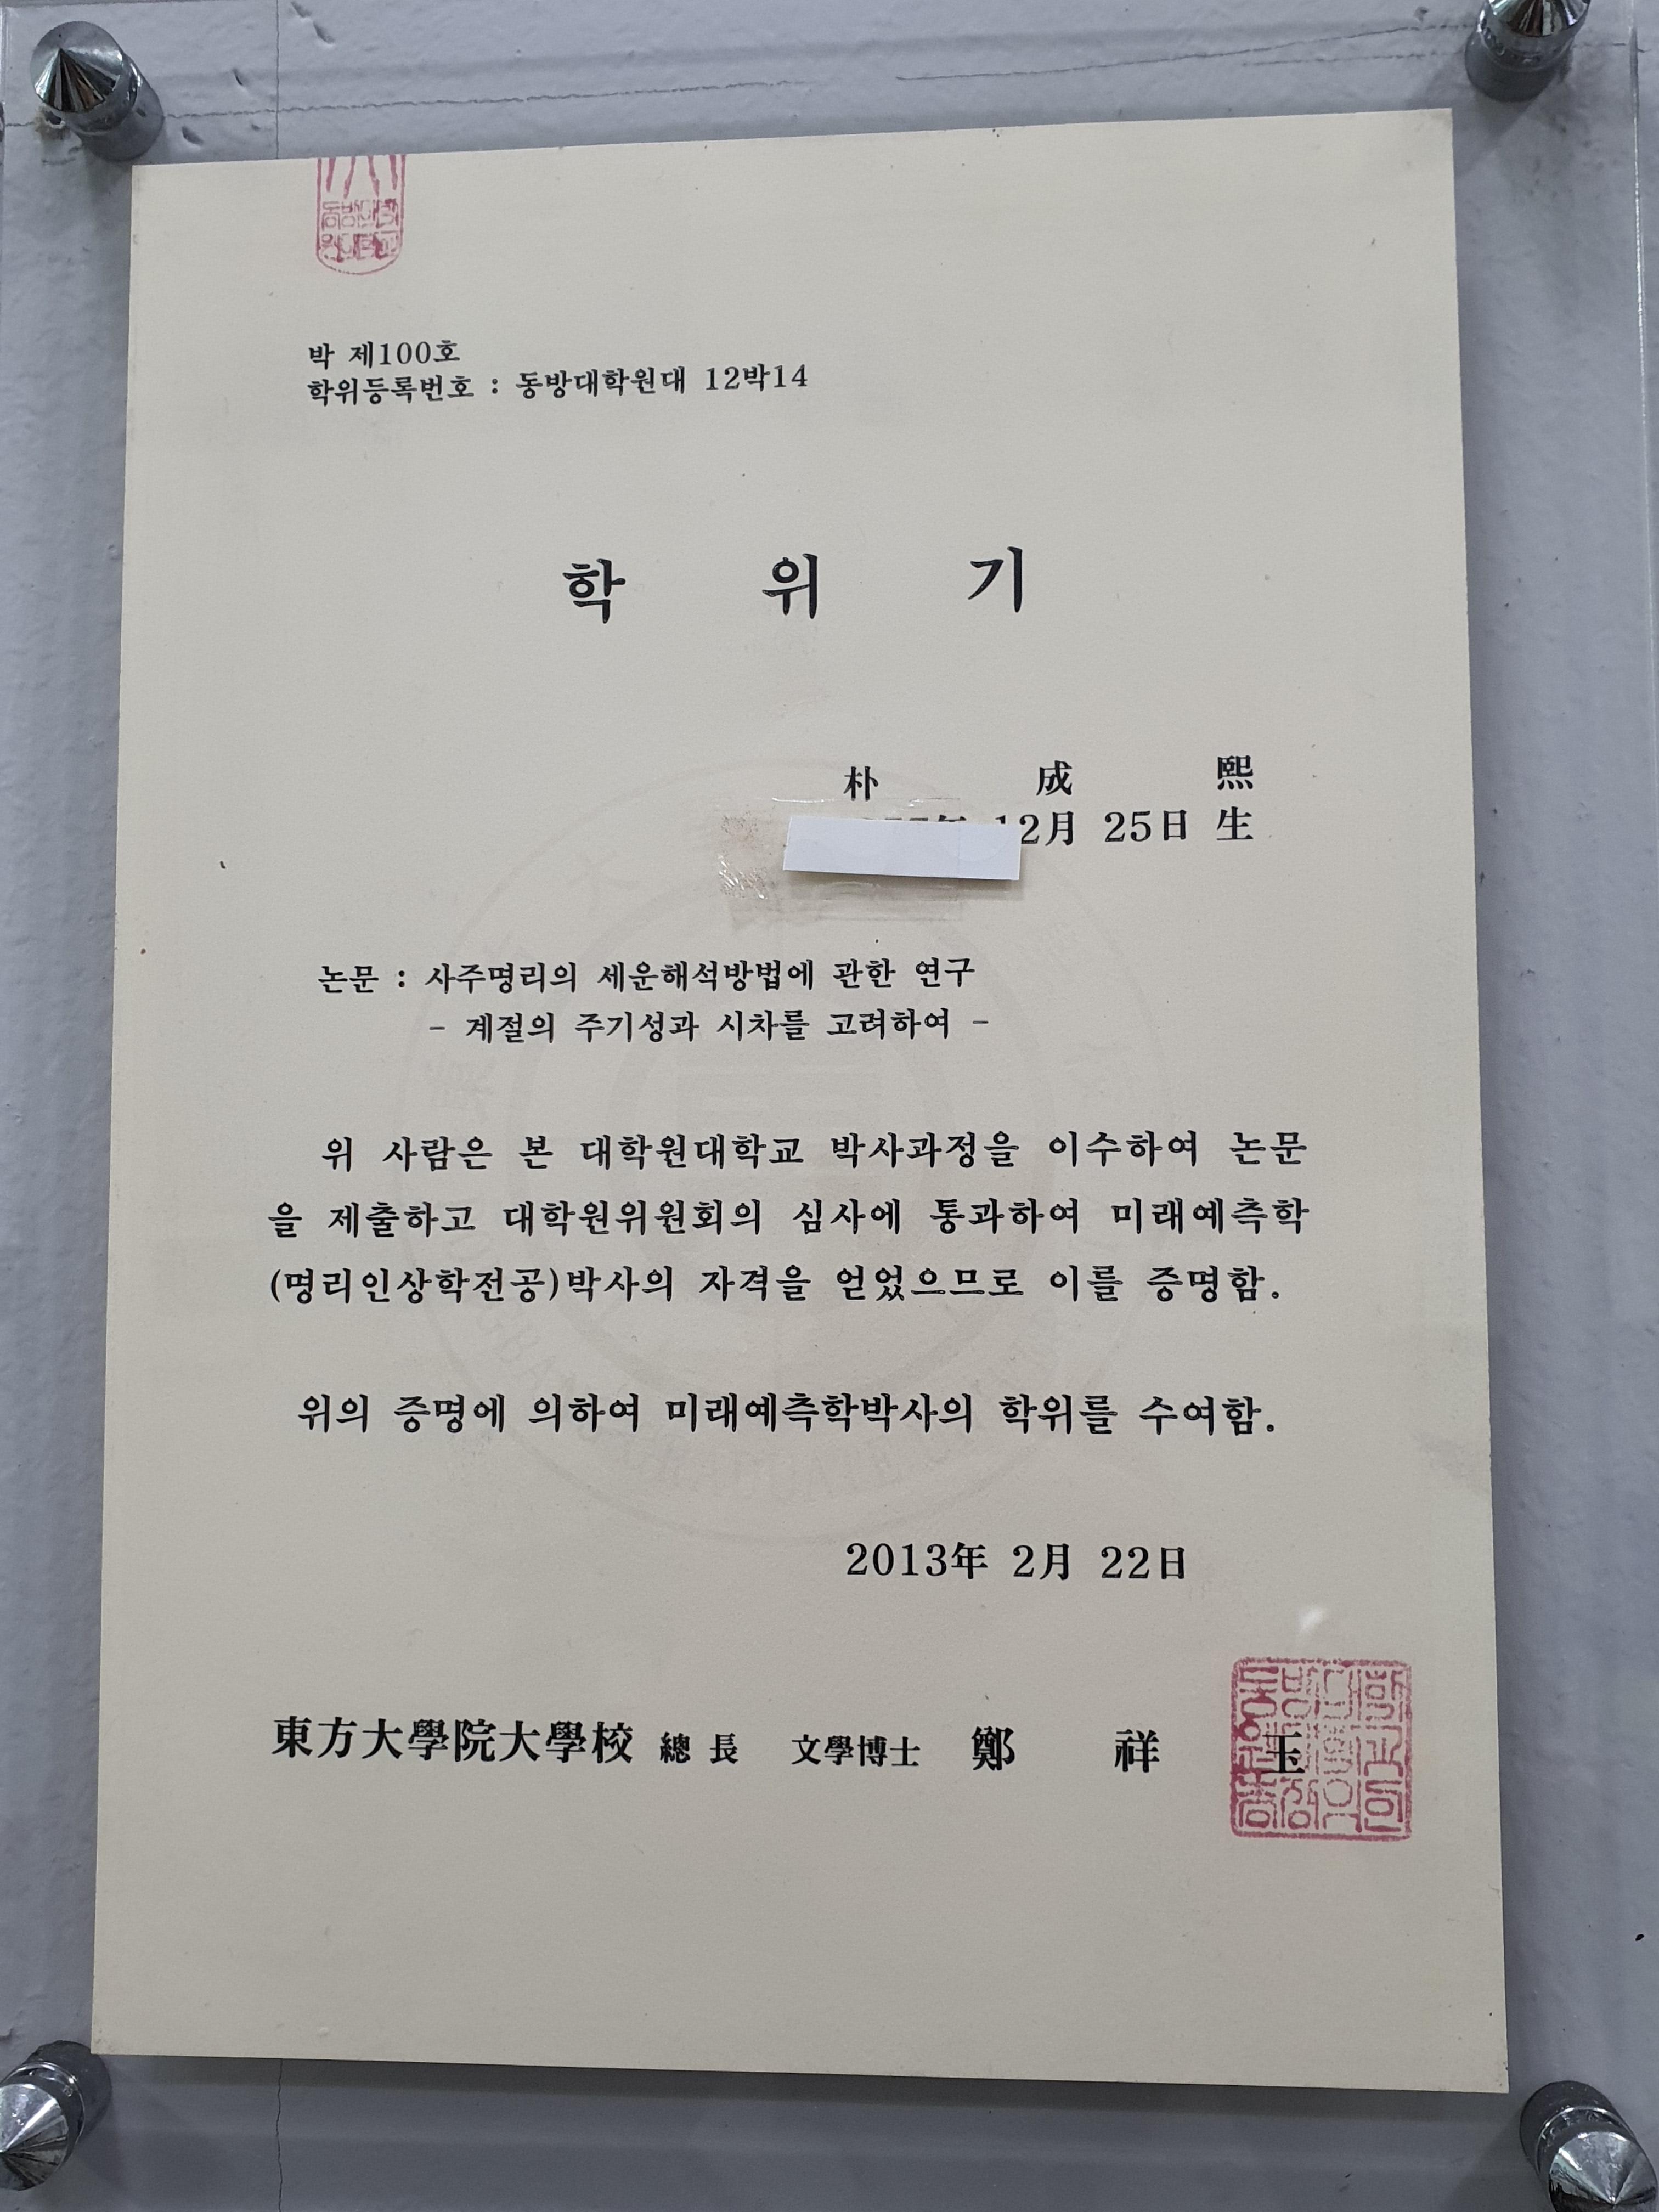 박 제100호
학위등록번호 : 동방대학원대 12박14
학 위 기
朴 成 熙
12月 25日 生
논문 : 사주명리의 세운해석방법에 관한 연구
- 계절의 주기성과 시차를 고려하여 -
위 사람은 본 대학원대학교 박사과정을 이수하여 논문
을 제출하고 대학원위원회의 심사에 통과하여 미래예측학
(명리인상학전공)박사의 자격을 얻었으므로 이를 증명함.
위의 증명에 의하여 미래예측학박사의 학위를 수여함.
2013年 2月 22日
東方大學院大學校 總長 文學博士 鄭 祥 玉